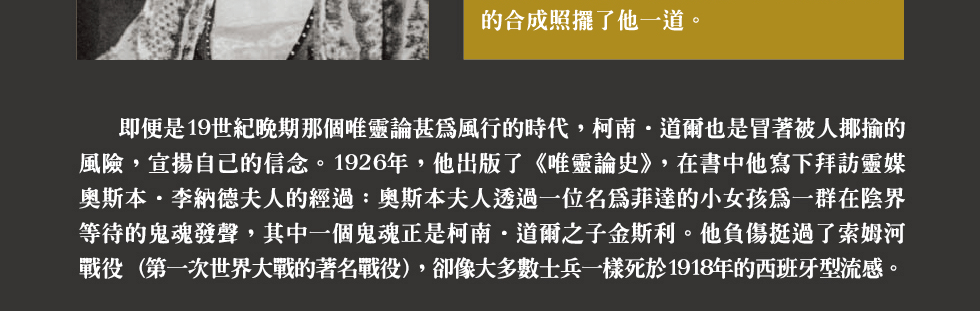 的合成照擺了他一道。
即便是19世紀晚期那個唯靈論甚為風行的時代，柯南·道爾也是冒著被人揶揄的
風險，宣揚自己的信念。1926年，他出版了《唯靈論史》，在書中他寫下拜訪靈媒
奧斯本·李納德夫人的經過：奧斯本夫人透過一位名為菲達的小女孩為一群在陰界
等待的鬼魂發聲，其中一個鬼魂正是柯南·道爾之子金斯利。他負傷挺過了索姆河
戰役（第一次世界大戰的著名戰役），卻像大多數士兵一樣死於1918年的西班牙型流感。